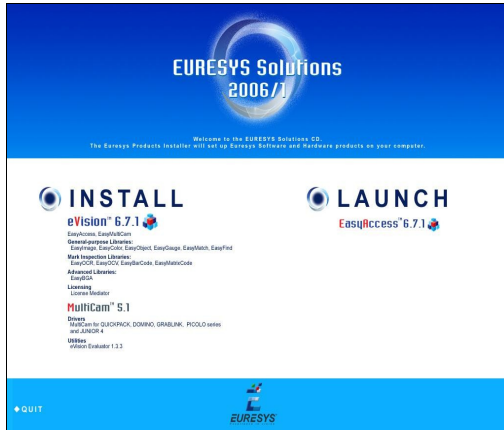 EURESYS Solutions
2006/1
Welcome to the EURESYS Solutions CD.
The Euresys Products Installer will set up Euresys Software and Hardware products on your computer.
INSTALL
eVision™ 6.7.1
EasyAccess, EasyMultiCam
General-purpose Libraries:
EasyImage, EasyColor, EasyObject, EasyGauge, EasyMatch, EasyFind
Mark Inspection Libraries:
EasyOCR, EasyOCV, EasyBarCode, EasyMatrixCode
Advanced Libraries:
EasyBGA
Licensing
License Mediator
MultiCam™ 5.1
Drivers
MultiCam for QUICKPACK, DOMINO, GRABLINK, PICOLO series
and JUNIOR 4
Utilities
eVision Evaluator 1.3.3
LAUNCH
EasyAccess™ 6.7.1
QUIT
EURESYS